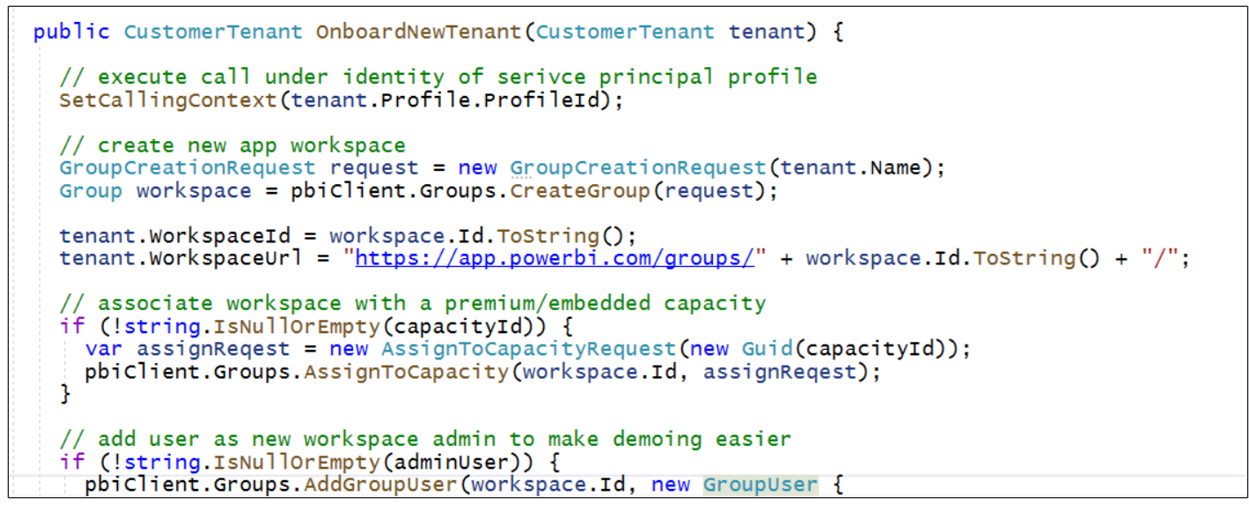 public CustomerTenant OnboardNewTenant(CustomerTenant tenant) {
// execute call under identity of serivce principal profile
SetCallingContext(tenant.Profile.ProfileId);
// create new app workspace
GroupCreationRequest request = new GroupCreationRequest(tenant.Name);
Group workspace = pbiClient.Groups.CreateGroup(request);
tenant.WorkspaceId = workspace.Id.ToString();
tenant.WorkspaceUrl = "https://app.powerbi.com/groups/" + workspace.Id.ToString() + "/";
// associate workspace with a premium/embedded capacity
if (!string.IsNullOrEmpty(capacityId)) {
var assignReqest = new AssignToCapacityRequest(new Guid(capacityId));
pbiClient.Groups.AssignToCapacity(workspace.Id, assignReqest);
}
// add user as new workspace admin to make demoing easier
if (!string.IsNullOrEmpty(adminUser)) {
pbiClient.Groups.AddGroupUser(workspace.Id, new GroupUser {